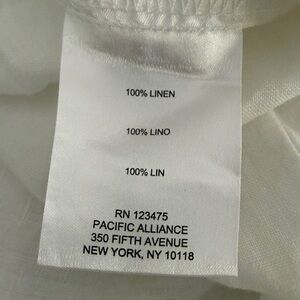 100% LINEN
100% LINO
100% LIN
RN 123475
PACIFIC ALLIANCE
350 FIFTH AVENUE
NEW YORK, NY 10118